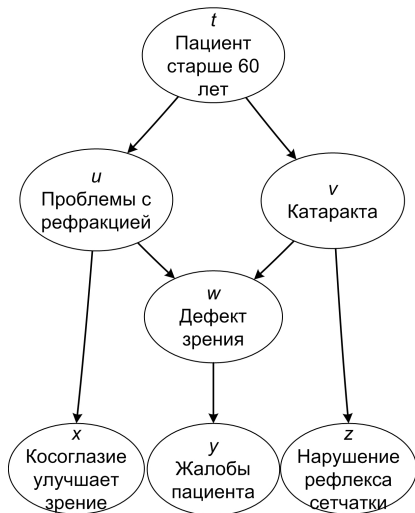 t
Пациент
старше 60
лет
u
Проблемы с
рефракцией
v
Катаракта
w
Дефект
зрения
x
Косоглазие
улучшает
зрение
y
Жалобы
пациента
z
Нарушение
рефлекса
сетчатки